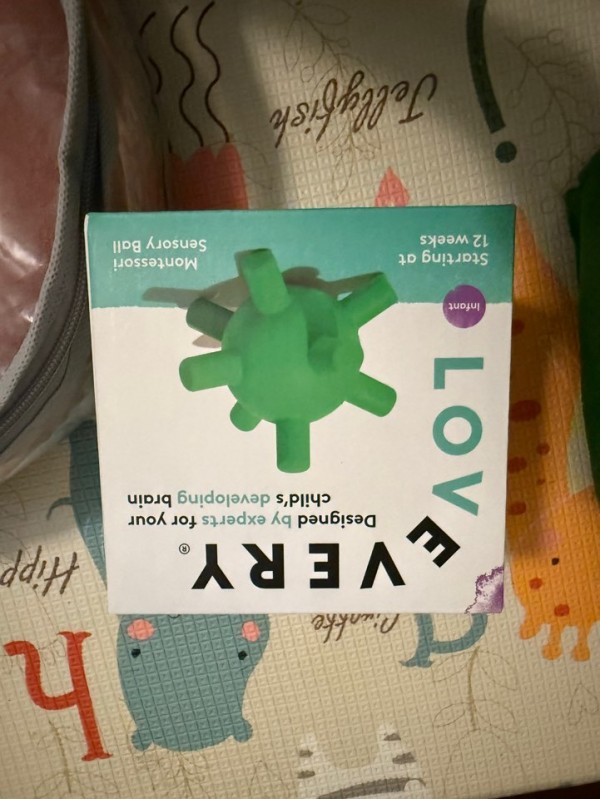 LOVEVERY®
Designed by experts for your
child's developing brain
Infant
Starting at
12 weeks
Montessori
Sensory Ball
Jellyfish
Hipp
h